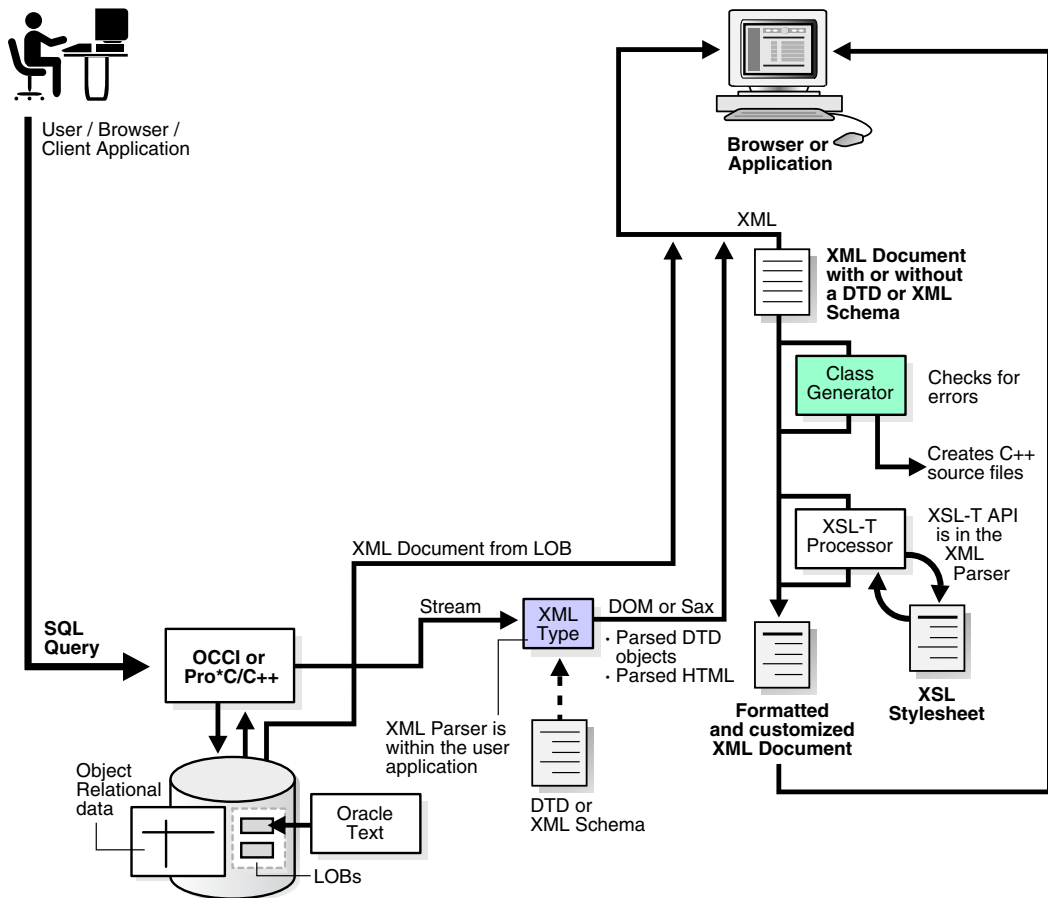 User / Browser /
Client Application
Browser or
Application
XML
XML Document
with or without
a DTD or XML
Schema
Class
Generator
Checks for
errors
Creates C++
source files
XSL-T
Processor
XSL-T API
is in the
XML
Parser
XML Document from LOB
Stream
XML
Type
DOM or Sax
· Parsed DTD
objects
· Parsed HTML
SQL
Query
OCCI or
Pro*C/C++
XSL
Stylesheet
Formatted
and customized
XML Document
XML Parser is
within the user
application
Object
Relational
data
Oracle
Text
DTD or
XML Schema
LOBs